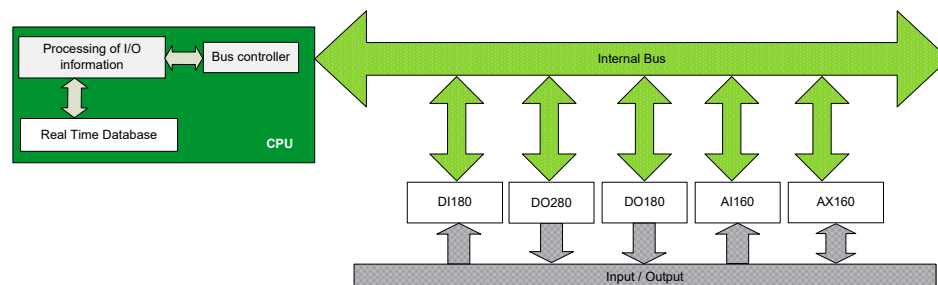 Processing of I/O
information
Bus controller
Real Time Database
CPU
Internal Bus
DI180
DO280
DO180
AI160
AX160
Input / Output